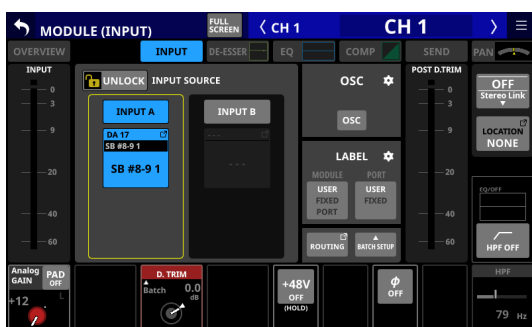 MODULE (INPUT)
FULL SCREEN
CH 1
CH 1
OVERVIEW
INPUT
DE-ESSER
EQ
COMP
SEND
PAN
INPUT
0
3
9
20
40
60
UNLOCK
INPUT SOURCE
INPUT A
DA 17
SB #8-9 1
SB #8-9 1
INPUT B
- - -
- - -
OSC
OSC
LABEL
MODULE
PORT
USER
FIXED
PORT
USER
FIXED
ROUTING
BATCH SETUP
POST D.TRIM
0
3
9
20
40
60
OFF
Stereo Link
LOCATION
NONE
EQ/OFF
HPF OFF
Analog
GAIN
PAD
OFF
+12
L
D. TRIM
Batch
0.0
dB
+48V
OFF
(HOLD)
ϕ
OFF
HPF
79 Hz